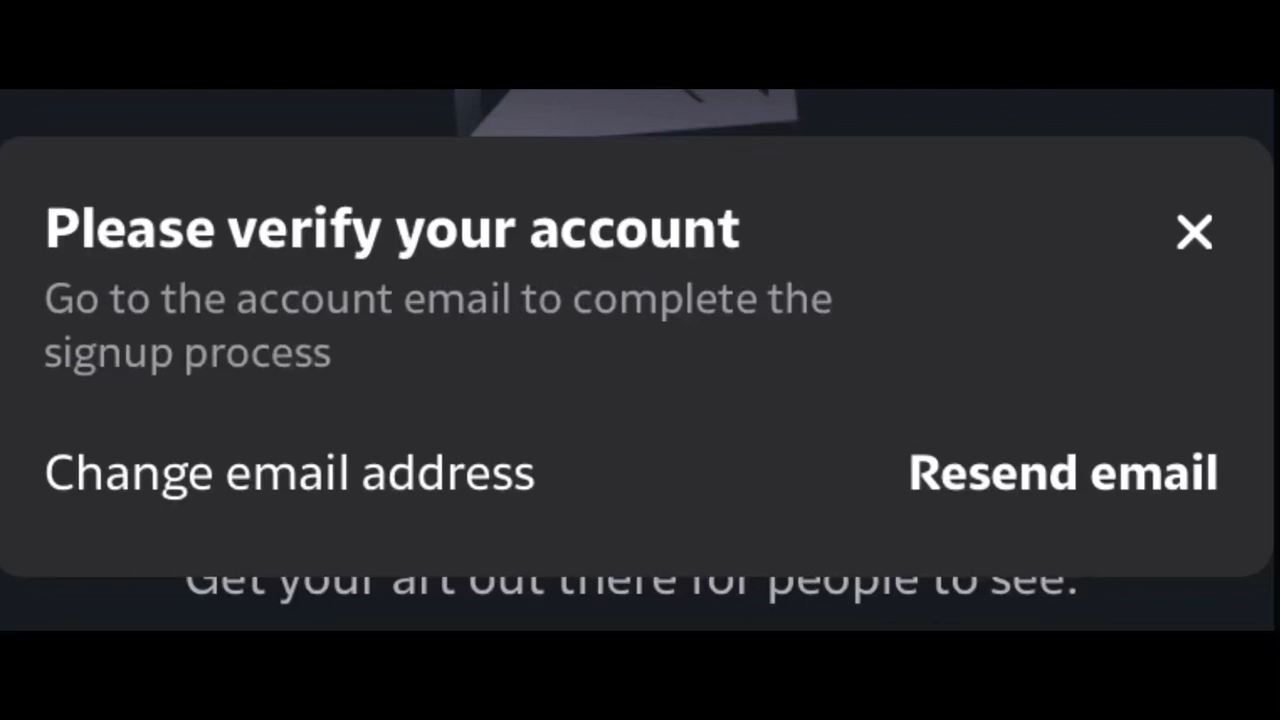 Please verify your account
Go to the account email to complete the
signup process
Change email address
Resend email
Get your art out there for people to see.